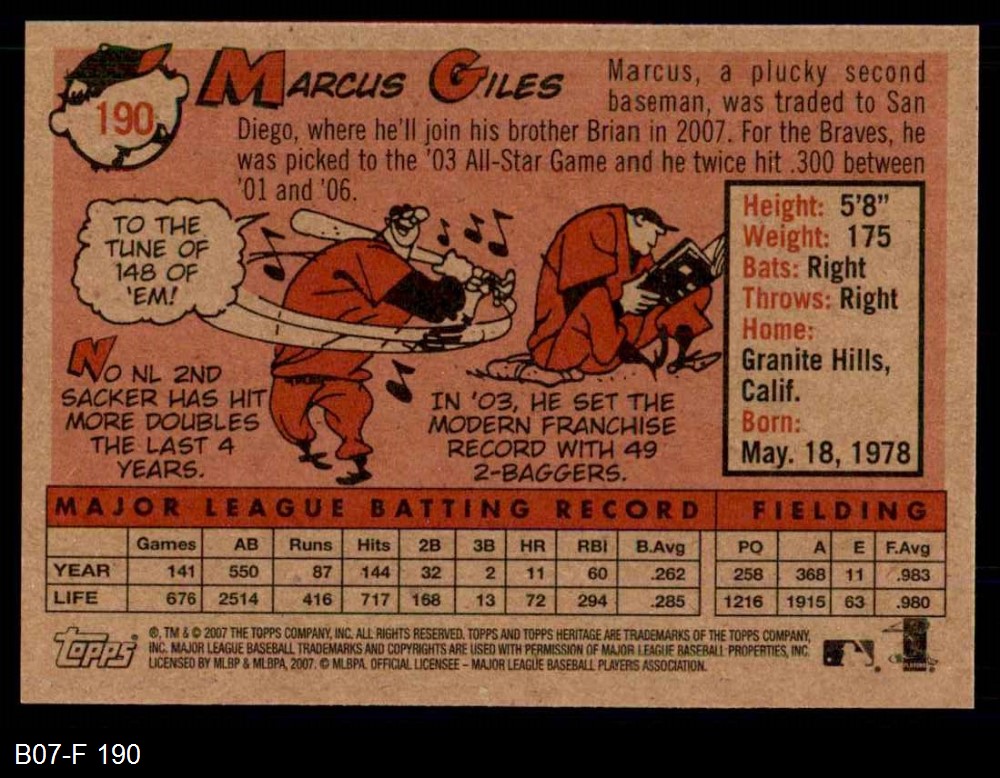 190
MARCUS GILES
Marcus, a plucky second
baseman, was traded to San
Diego, where he'll join his brother Brian in 2007. For the Braves, he
was picked to the '03 All-Star Game and he twice hit .300 between
'01 and '06.
TO THE
TUNE OF
148 OF
'EM!
NO NL 2ND
SACKER HAS HIT
MORE DOUBLES
THE LAST 4
YEARS.
IN '03, HE SET THE
MODERN FRANCHISE
RECORD WITH 49
2-BAGGERS.
Height: 5'8"
Weight: 175
Bats: Right
Throws: Right
Home:
Granite Hills,
Calif.
Born:
May. 18, 1978
MAJOR LEAGUE BATTING RECORD FIELDING
Games AB Runs Hits 2B 3B HR RBI B.Avg PO A E F.Avg
YEAR 141 550 87 144 32 2 11 60 .262 258 368 11 .983
LIFE 676 2514 416 717 168 13 72 294 .285 1216 1915 63 .980
Topps
®, TM & © 2007 THE TOPPS COMPANY, INC. ALL RIGHTS RESERVED. TOPPS AND TOPPS HERITAGE ARE TRADEMARKS OF THE TOPPS COMPANY,
INC. MAJOR LEAGUE BASEBALL TRADEMARKS AND COPYRIGHTS ARE USED WITH PERMISSION OF MAJOR LEAGUE BASEBALL PROPERTIES, INC.
LICENSED BY MLBP & MLBPA, 2007. © MLBPA. OFFICIAL LICENSEE – MAJOR LEAGUE BASEBALL PLAYERS ASSOCIATION.
B07-F 190